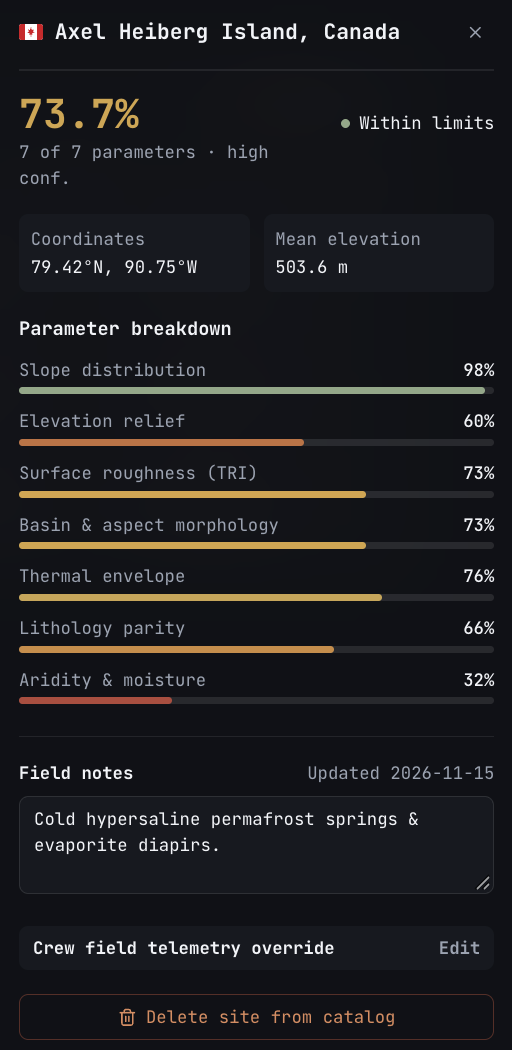 Axel Heiberg Island, Canada
73.7%
Within limits
7 of 7 parameters · high
conf.
Coordinates
79.42°N, 90.75°W
Mean elevation
503.6 m
Parameter breakdown
Slope distribution 98%
Elevation relief 60%
Surface roughness (TRI) 73%
Basin & aspect morphology 73%
Thermal envelope 76%
Lithology parity 66%
Aridity & moisture 32%
Field notes Updated 2026-11-15
Cold hypersaline permafrost springs &
evaporite diapirs.
Crew field telemetry override Edit
Delete site from catalog